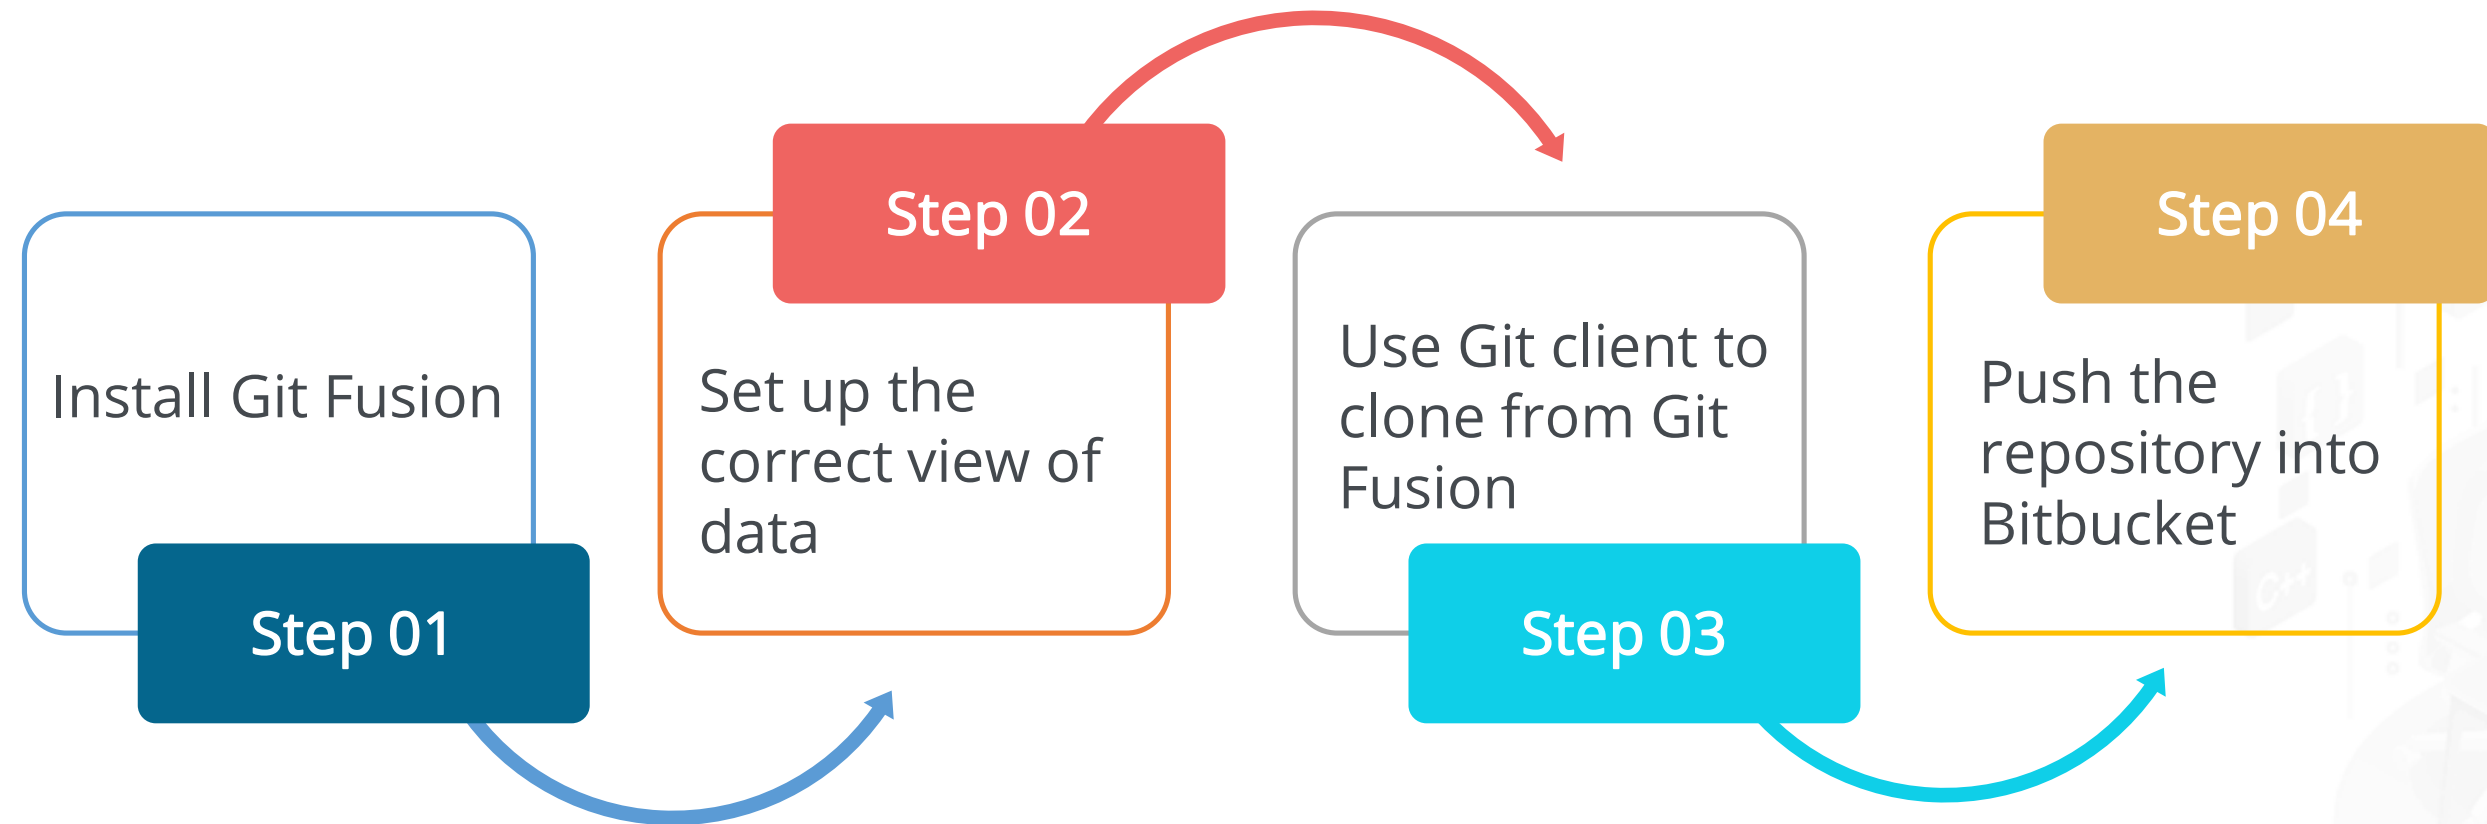 Install Git Fusion
Step 01
Step 02
Set up the
correct view of
data
Use Git client to
clone from Git
Fusion
Step 03
Step 04
Push the
repository into
Bitbucket
C++